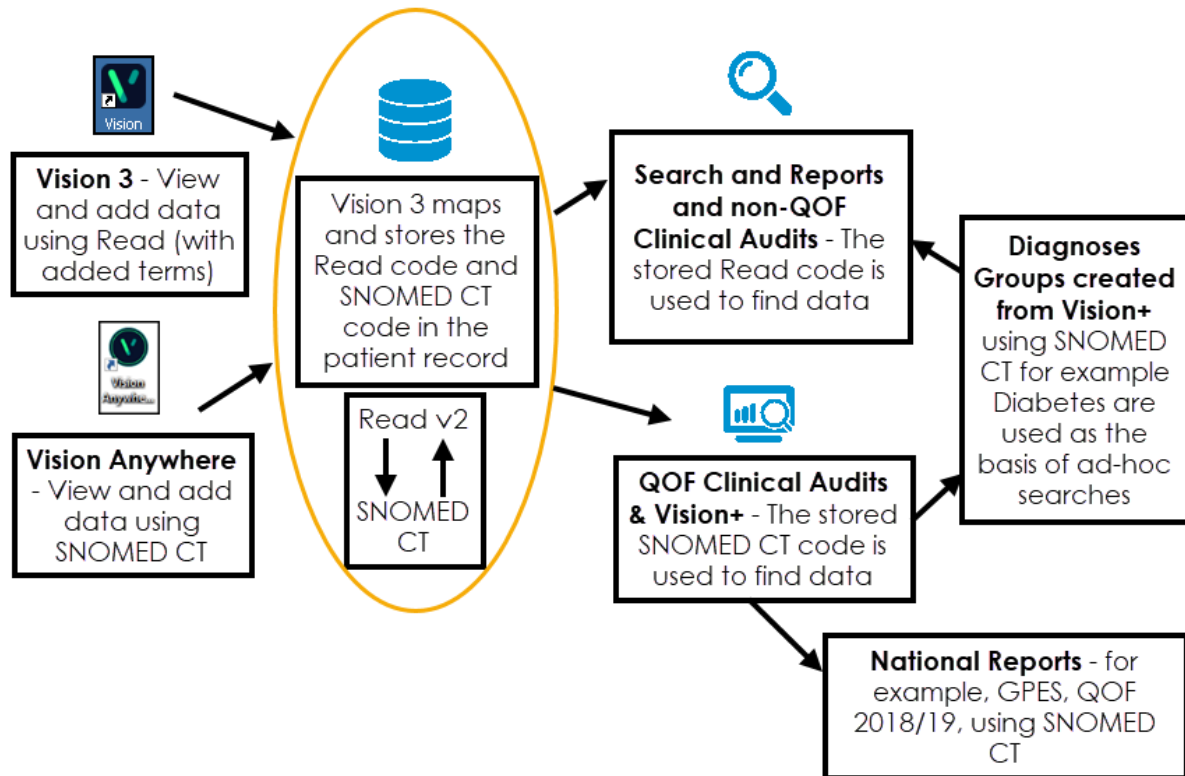 Vision
Vision 3 - View
and add data
using Read (with
added terms)
Vision
Anywhe...
Vision Anywhere
- View and add
data using
SNOMED CT
Vision 3 maps
and stores the
Read code and
SNOMED CT
code in the
patient record
Read v2
SNOMED
CT
Search and Reports
and non-QOF
Clinical Audits - The
stored Read code is
used to find data
QOF Clinical Audits
& Vision+ - The stored
SNOMED CT code is
used to find data
Diagnoses
Groups created
from Vision+
using SNOMED
CT for example
Diabetes are
used as the
basis of ad-hoc
searches
National Reports - for
example, GPES, QOF
2018/19, using SNOMED
CT